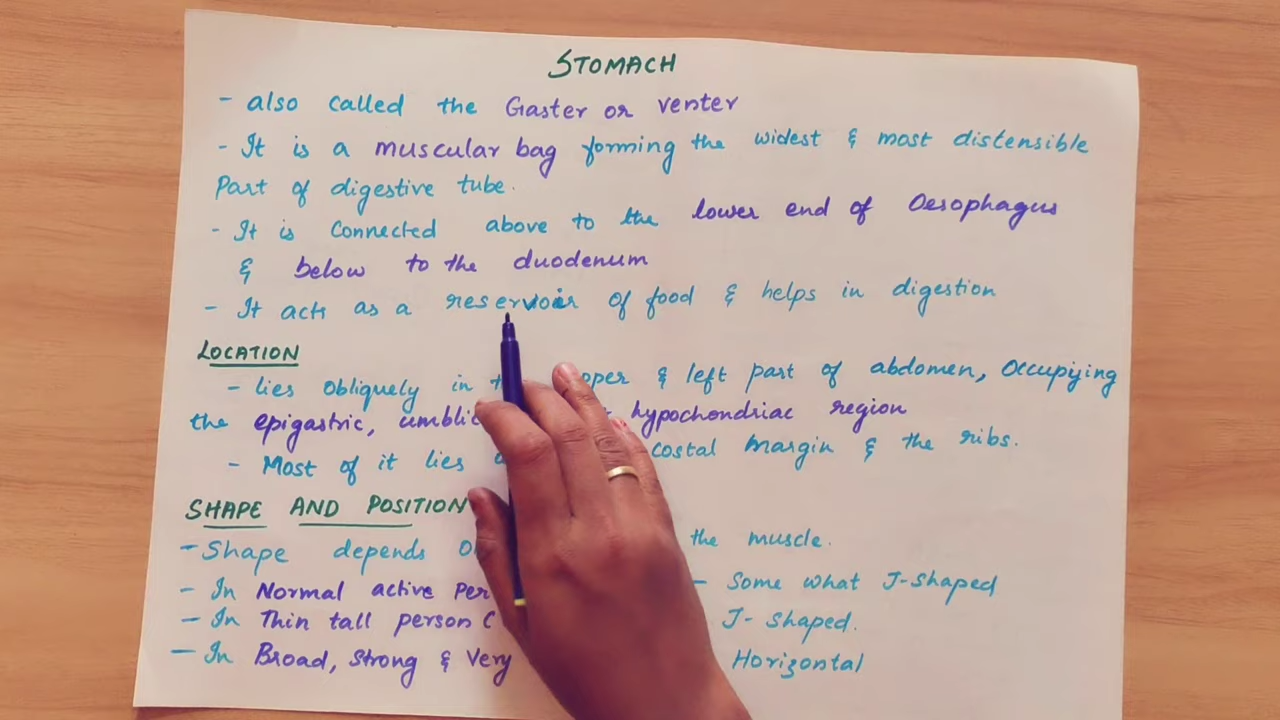 STOMACH
- also called the Gaster or venter
- It is a muscular bag forming the widest & most distensible
Part of digestive tube.
- It is Connected above to the lower end of Oesophagus
& below to the duodenum
- It acts as a reservoir of food & helps in digestion
LOCATION
- lies obliquely in & left part of abdomen, Occupying
the epigastric, hypochondriac region
- Most of it lies costal margin & the ribs.
SHAPE AND POSITION
- Shape depends the muscle.
- In Normal active - Some what J-shaped
- In Thin tall person J- shaped.
- In Broad, Strong & Very Horizontal